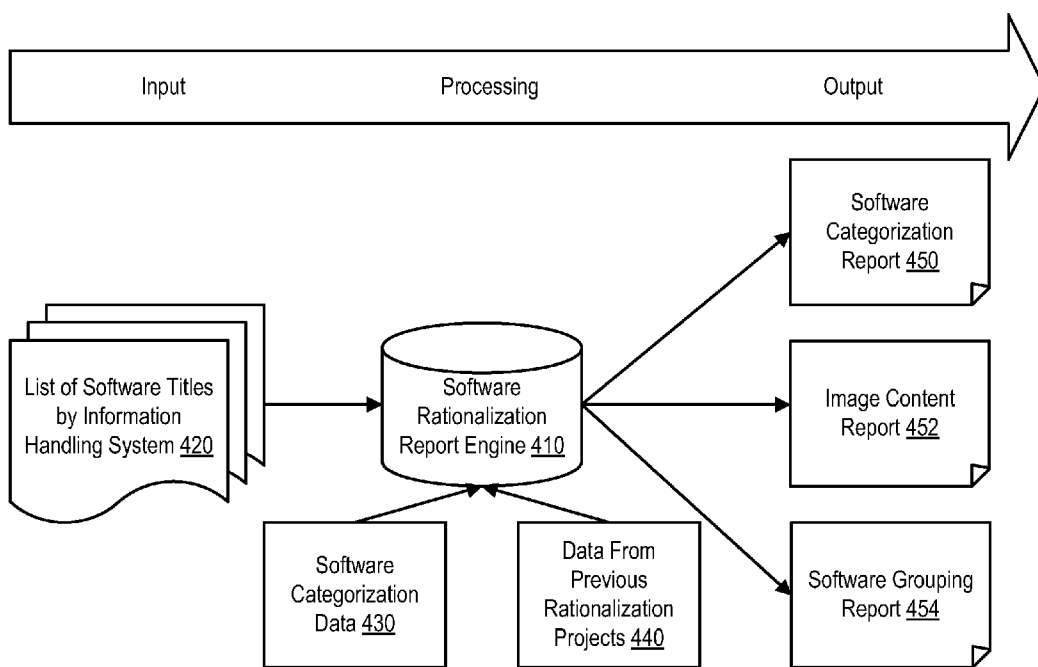 Input
Processing
Output
Software
Categorization
Report 450
List of Software Titles
by Information
Handling System 420
Software
Rationalization
Report Engine 410
Image Content
Report 452
Software
Categorization
Data 430
Data From
Previous
Rationalization
Projects 440
Software Grouping
Report 454